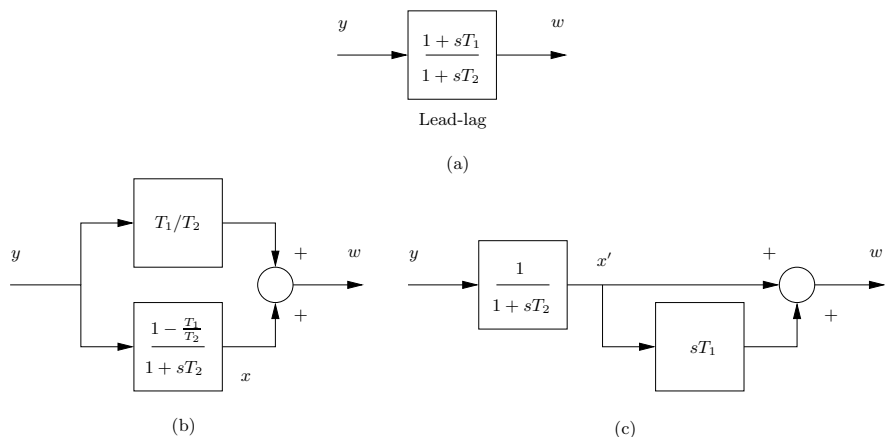 y
w
1 + sT₁
1 + sT₂
Lead-lag
(a)
y
T₁/T₂
+
w
+
1 − T₁/T₂
1 + sT₂
x
(b)
y
1
1 + sT₂
x′
+
w
+
sT₁
(c)